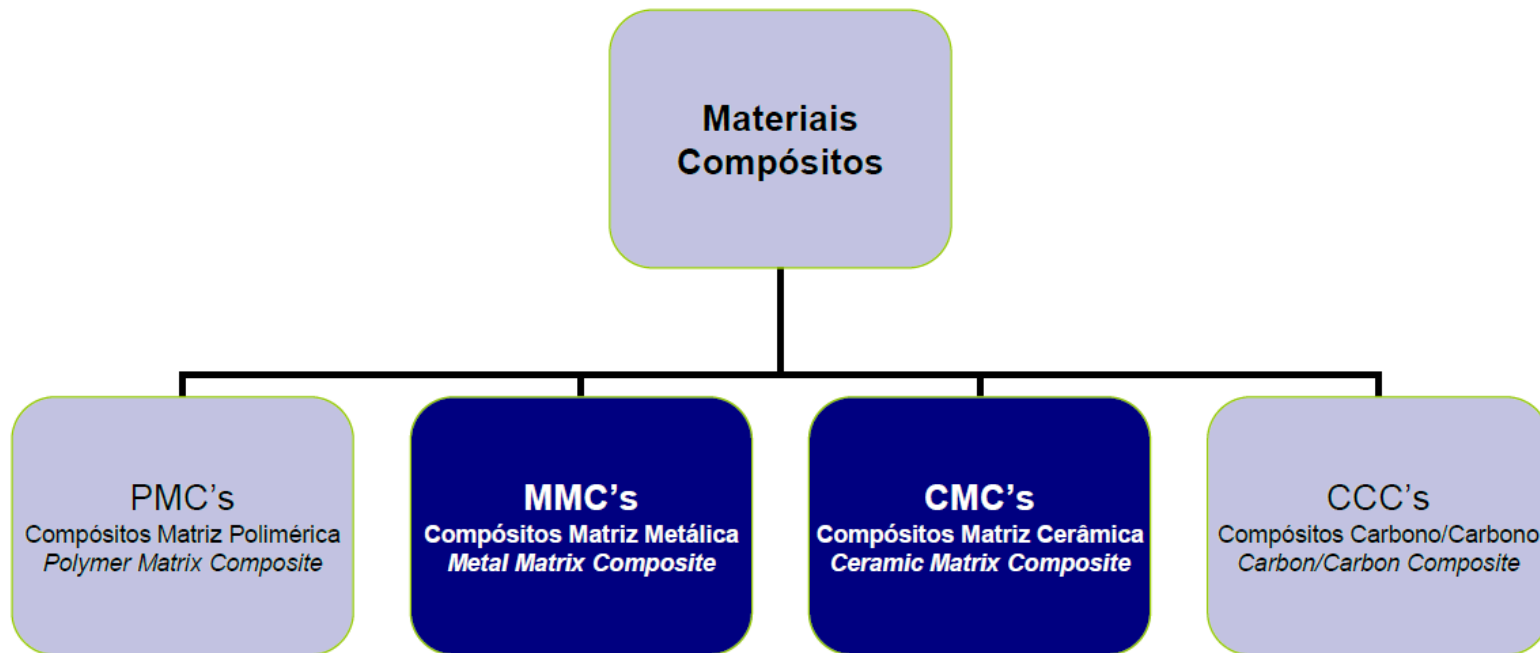 Materiais
Compósitos
PMC's
Compósitos Matriz Polimérica
Polymer Matrix Composite
MMC's
Compósitos Matriz Metálica
Metal Matrix Composite
CMC's
Compósitos Matriz Cerâmica
Ceramic Matrix Composite
CCC's
Compósitos Carbono/Carbono
Carbon/Carbon Composite